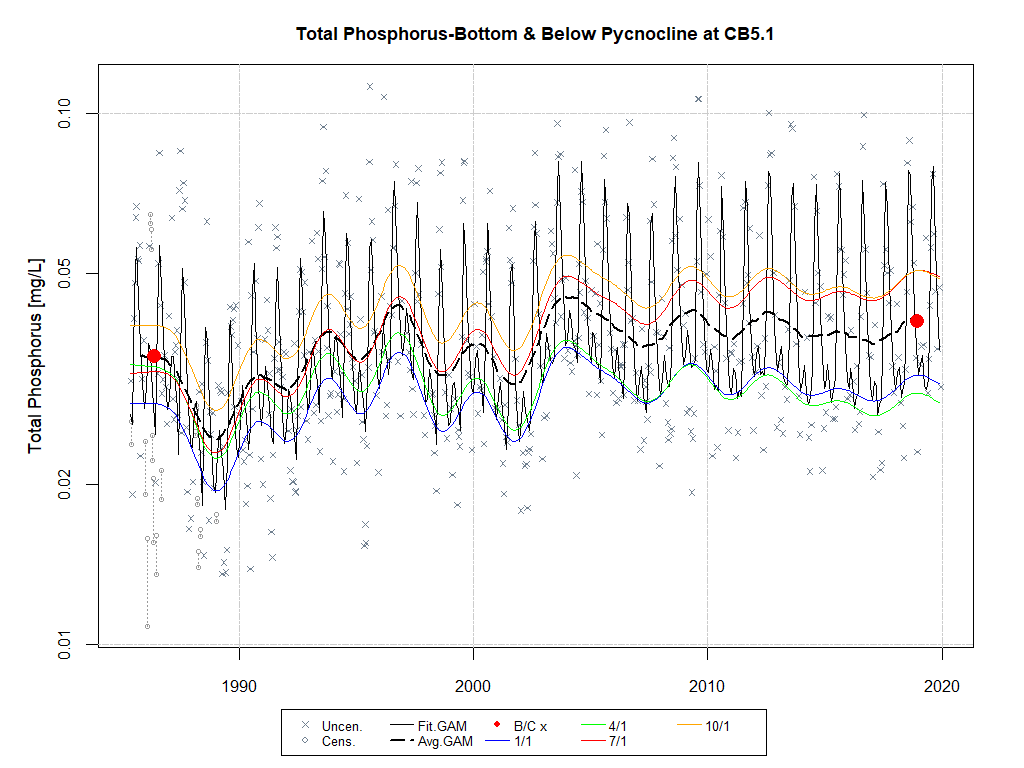 Total Phosphorus-Bottom & Below Pycnocline at CB5.1
Total Phosphorus [mg/L]
0.10
0.05
0.02
0.01
1990 2000 2010 2020
Uncen. Fit.GAM B/C x 4/1 10/1
Cens. Avg.GAM 1/1 7/1